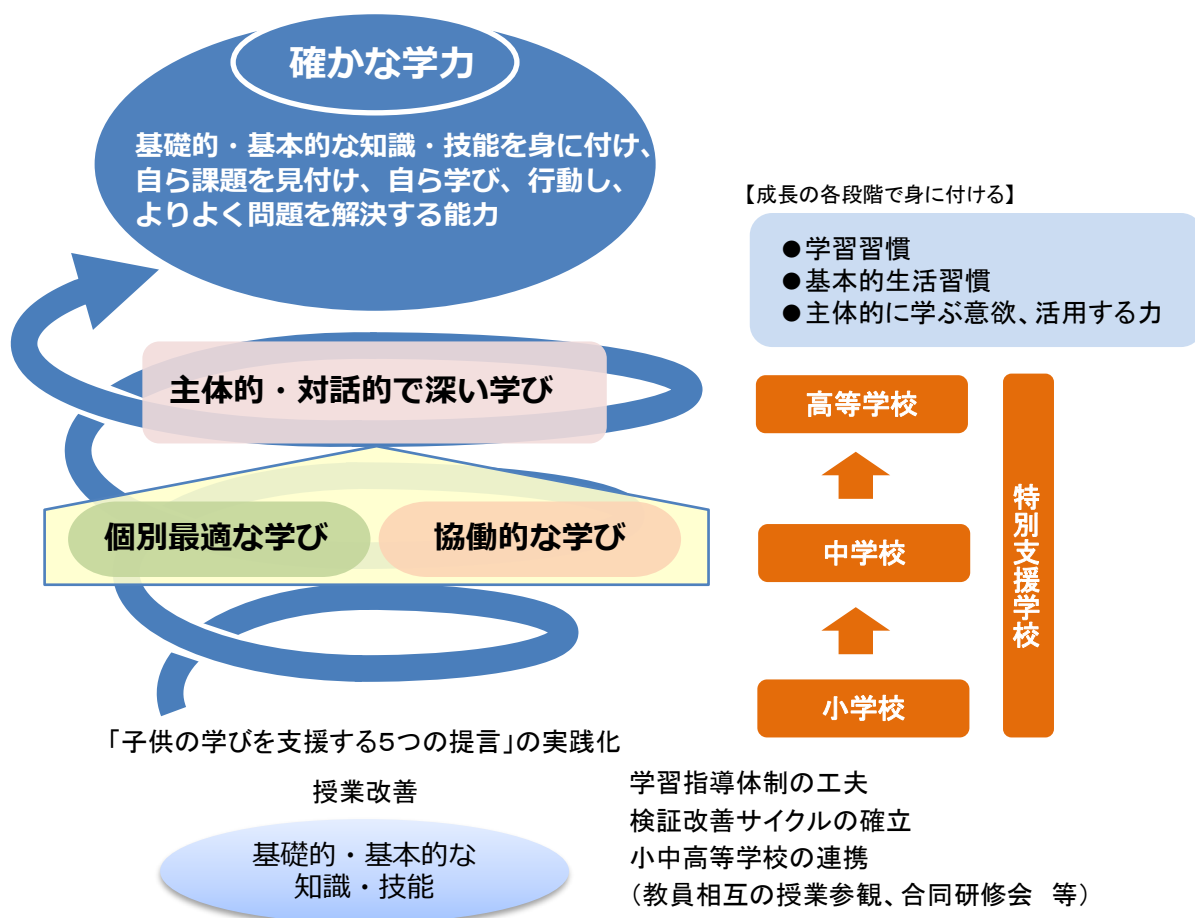 確かな学力
基礎的・基本的な知識・技能を身に付け、
自ら課題を見付け、自ら学び、行動し、
よりよく問題を解決する能力
【成長の各段階で身に付ける】
●学習習慣
●基本的生活習慣
●主体的に学ぶ意欲、活用する力
主体的・対話的で深い学び
個別最適な学び
協働的な学び
高等学校
中学校
小学校
特別支援学校
「子供の学びを支援する5つの提言」の実践化
授業改善
基礎的・基本的な
知識・技能
学習指導体制の工夫
検証改善サイクルの確立
小中高等学校の連携
（教員相互の授業参観、合同研修会　等）